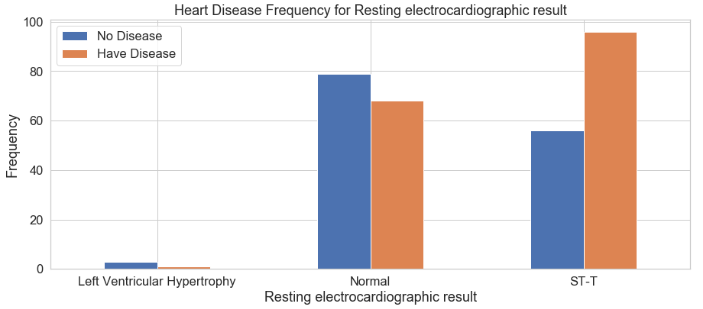 Heart Disease Frequency for Resting electrocardiographic result
No Disease
Have Disease
100
80
60
40
20
0
Frequency
Left Ventricular Hypertrophy
Normal
ST-T
Resting electrocardiographic result